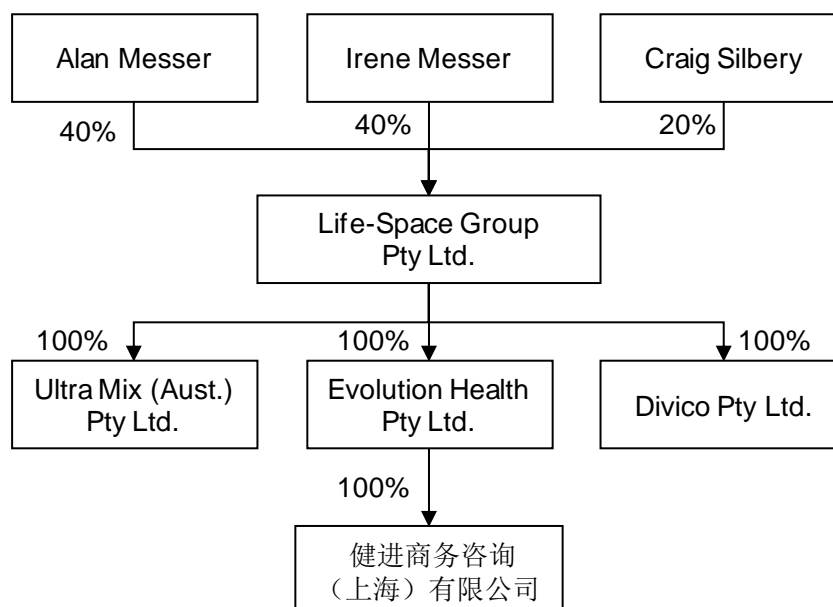 Alan Messer
Irene Messer
Craig Silbery
40%
40%
20%
Life-Space Group
Pty Ltd.
100%
100%
100%
Ultra Mix (Aust.)
Pty Ltd.
Evolution Health
Pty Ltd.
Divico Pty Ltd.
100%
健进商务咨询
（上海）有限公司